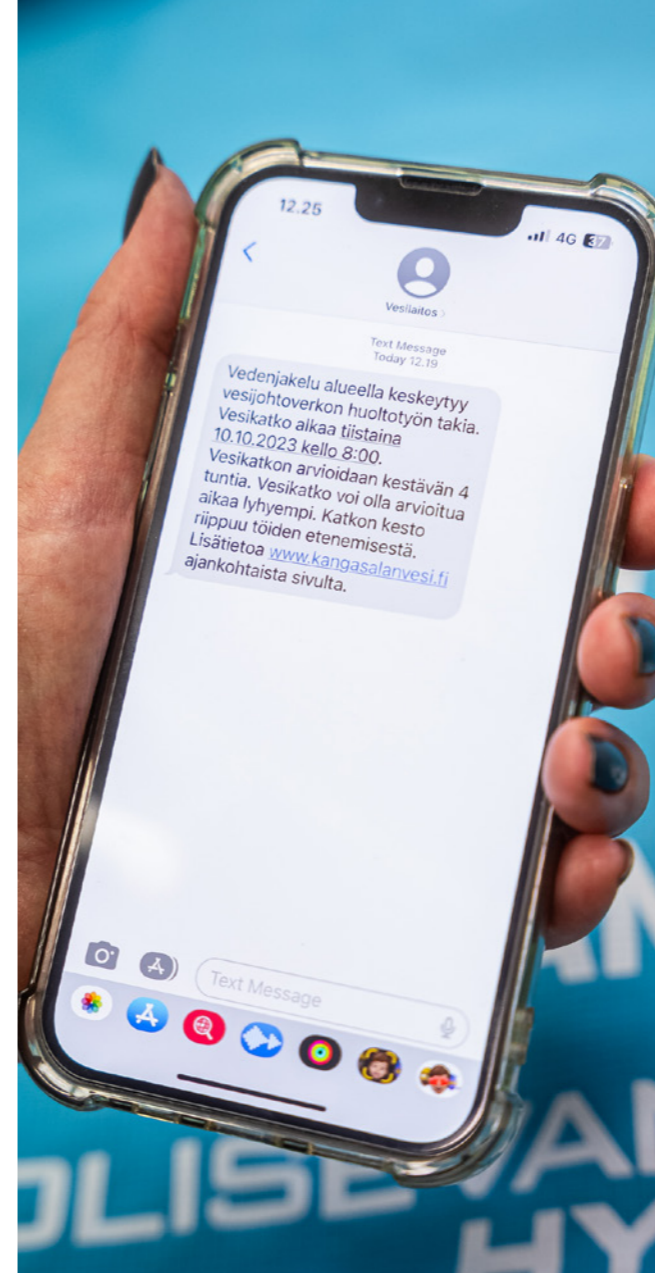 12.25
4G 37
Vesilaitos
Text Message
Today 12.19
Vedenjakelu alueella keskeytyy
vesijohtoverkon huoltotyön takia.
Vesikatko alkaa tiistaina
10.10.2023 kello 8:00.
Vesikatkon arvioidaan kestävän 4
tuntia. Vesikatko voi olla arvioitua
aikaa lyhyempi. Katkon kesto
riippuu töiden etenemisestä.
Lisätietoa www.kangasalanvesi.fi
ajankohtaista sivulta.
Text Message